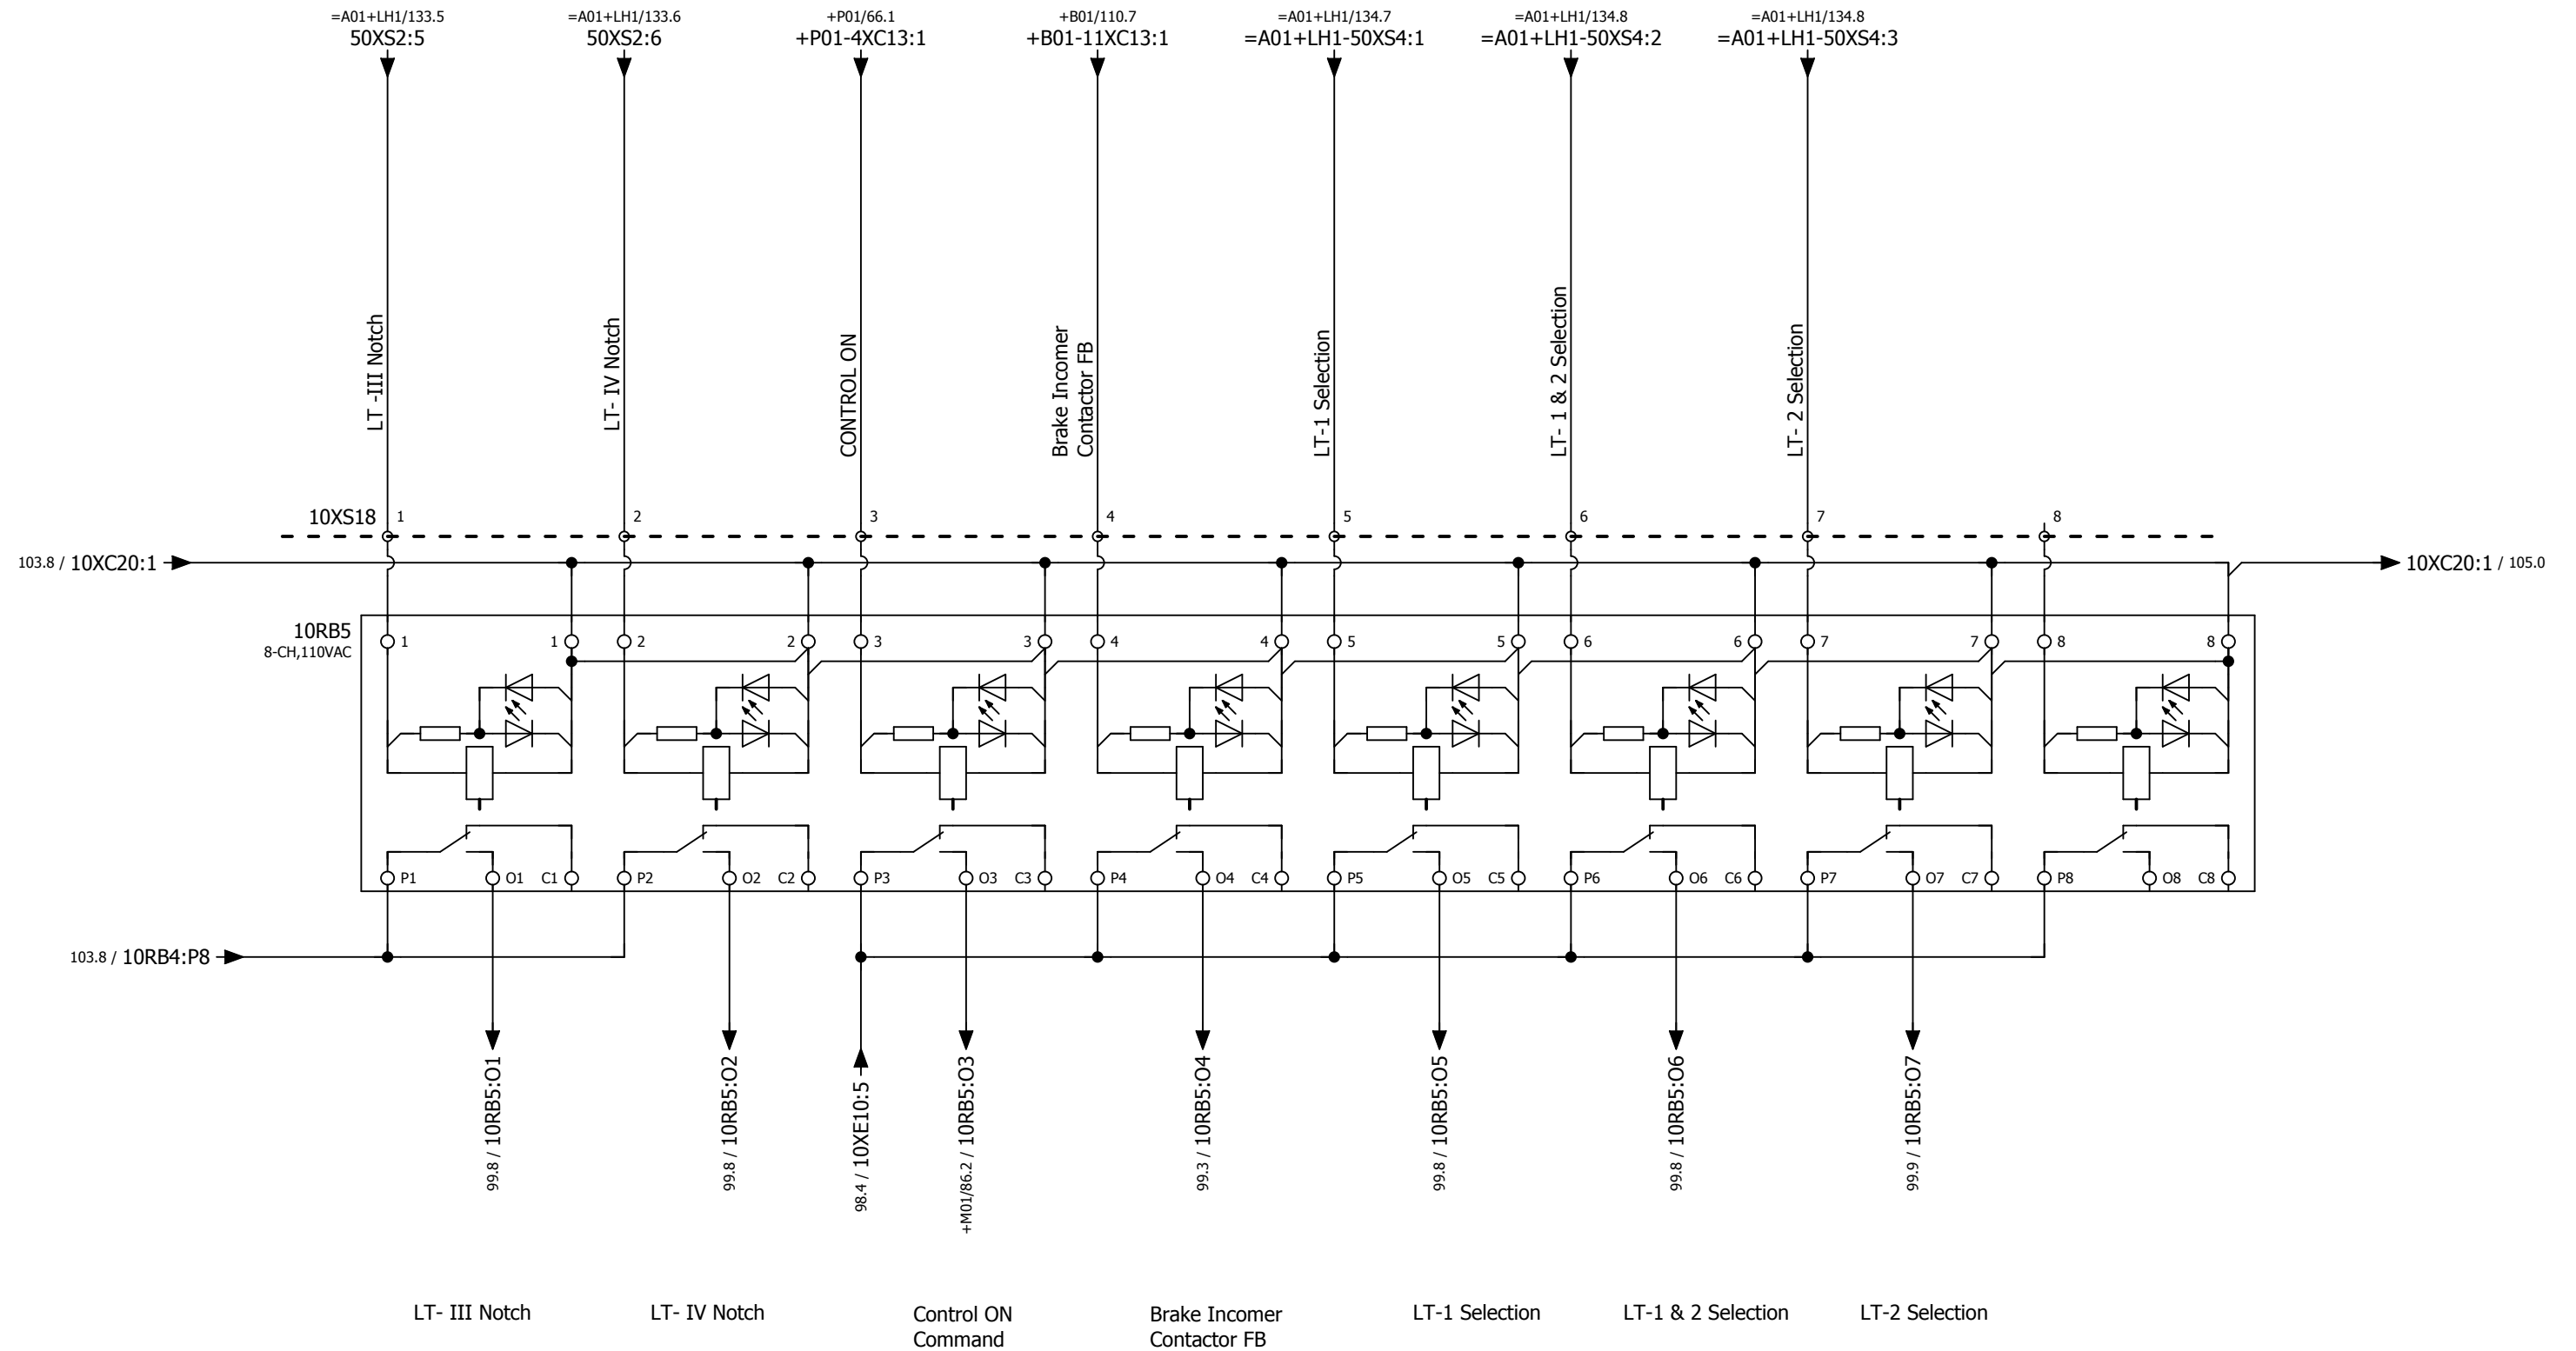 =A01+LH1/133.5
50XS2:5
=A01+LH1/133.6
50XS2:6
+P01/66.1
+P01-4XC13:1
+B01/110.7
+B01-11XC13:1
=A01+LH1/134.7
=A01+LH1-50XS4:1
=A01+LH1/134.8
=A01+LH1-50XS4:2
=A01+LH1/134.8
=A01+LH1-50XS4:3
LT -III Notch
LT- IV Notch
CONTROL ON
Brake Incomer
Contactor FB
LT-1 Selection
LT- 1 & 2 Selection
LT- 2 Selection
10XS18 1 2 3 4 5 6 7 8
103.8 / 10XC20:1
10XC20:1 / 105.0
10RB5
8-CH,110VAC
1 1 2 2 3 3 4 4 5 5 6 6 7 7 8 8
P1 O1 C1 P2 O2 C2 P3 O3 C3 P4 O4 C4 P5 O5 C5 P6 O6 C6 P7 O7 C7 P8 O8 C8
103.8 / 10RB4:P8
99.8 / 10RB5:O1
99.8 / 10RB5:O2
98.4 / 10XE10:5
+M01/86.2 / 10RB5:O3
99.3 / 10RB5:O4
99.8 / 10RB5:O5
99.8 / 10RB5:O6
99.9 / 10RB5:O7
LT- III Notch
LT- IV Notch
Control ON
Command
Brake Incomer
Contactor FB
LT-1 Selection
LT-1 & 2 Selection
LT-2 Selection